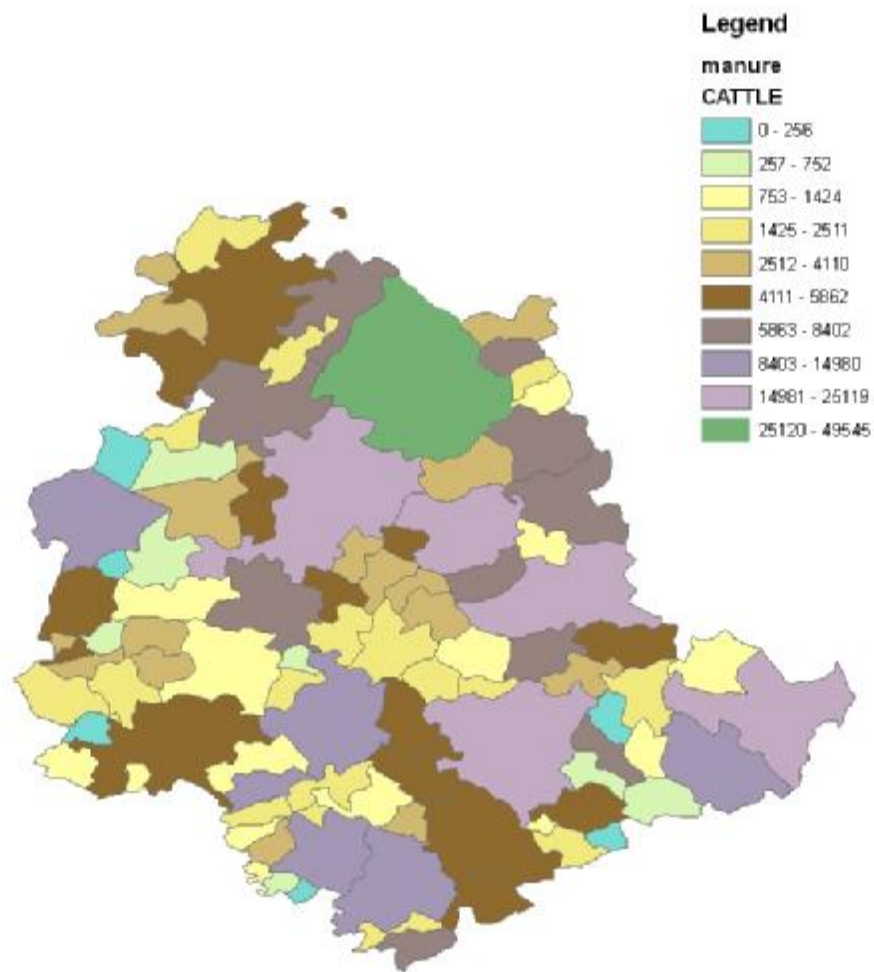 Legend
manure
CATTLE
0 - 256
257 - 752
753 - 1424
1425 - 2511
2512 - 4110
4111 - 5862
5863 - 8402
8403 - 14980
14981 - 25119
25120 - 49545